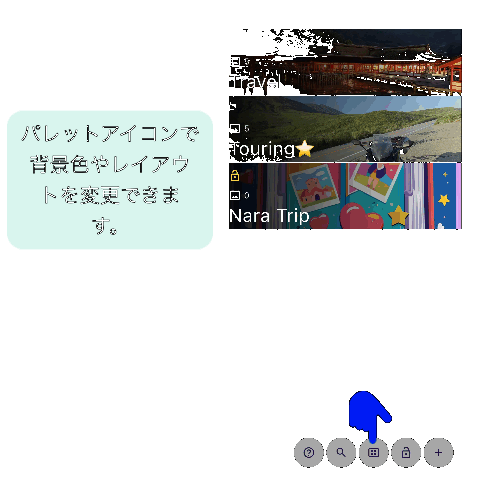 パレットアイコンで
背景色やレイアウ
トを変更できま
す。
Travel
5
Touring⭐
0
Nara Trip